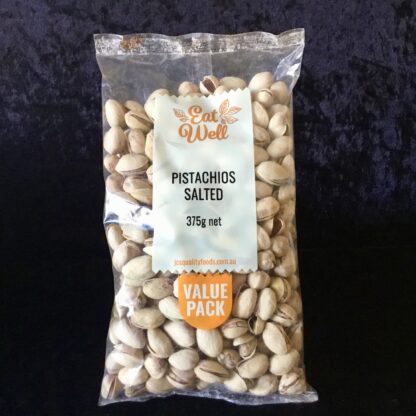 Eat
Well
PISTACHIOS
SALTED
375g net
jcsqualityfoods.com.au
VALUE
PACK